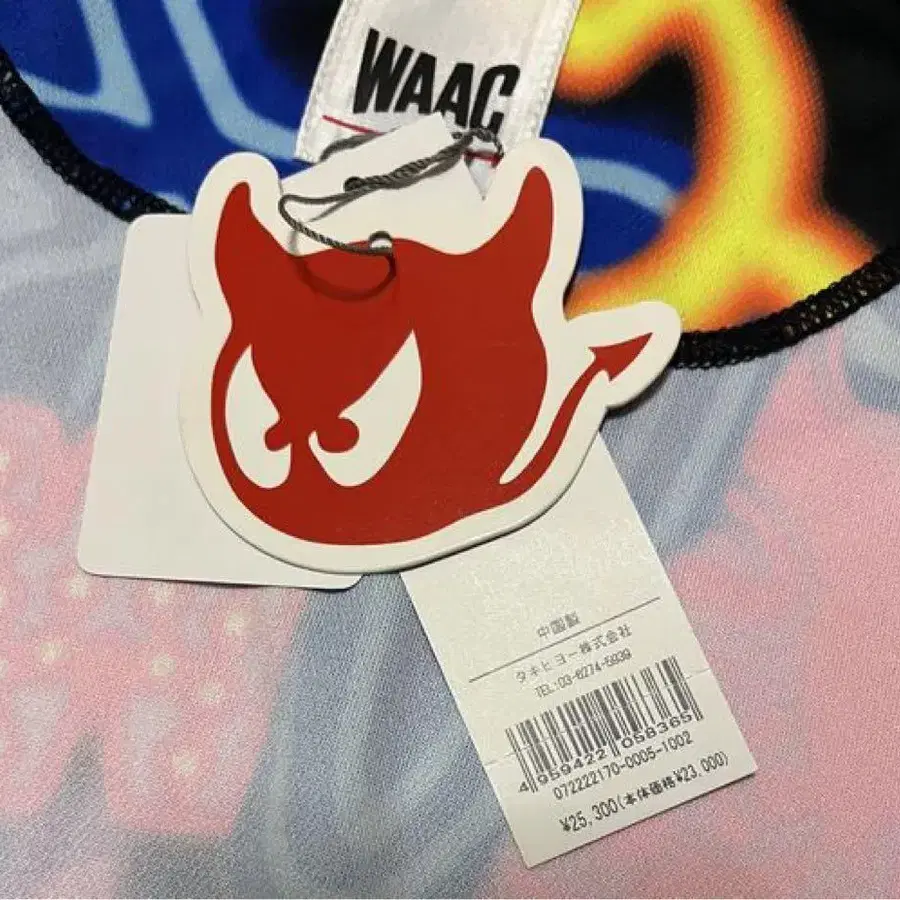 WAAC
中国製
タキヒヨー株式会社
TEL:03-6274-5939
4 959422 058365
072222170-0005-1002
¥25,300(本体価格¥23,000)